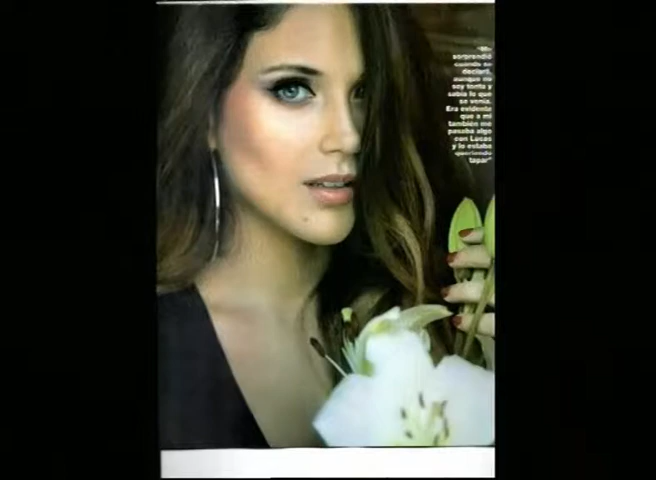 "Me
sorprendió
cuando se
declaró,
aunque no
soy tonta y
sabía lo que
se venía.
Era evidente
que a mí
también me
pasaba algo
con Lucas
y lo estaba
queriendo
tapar"